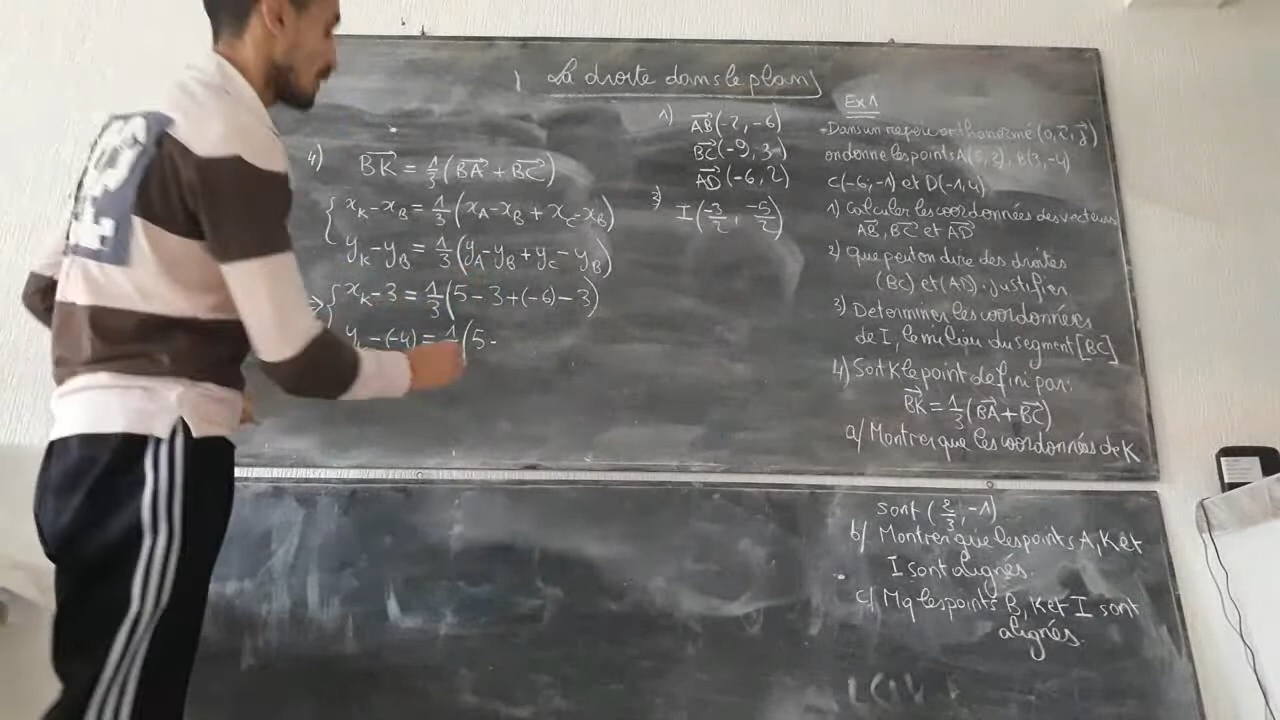 La droite dans le plan
4) BK⃗ = 1/3 (BA⃗ + BC⃗)
{ x_K - x_B = 1/3 (x_A - x_B + x_C - x_B)
y_K - y_B = 1/3 (y_A - y_B + y_C - y_B)
⇒ { x_K - 3 = 1/3 (5 - 3 + (-6) - 3)
y_K - (-4) = 1/3 (5 -
1) AB⃗ (-2, -6)
BC⃗ (-9, 3)
AD⃗ (-6, 2)
3) I (-3/2, -5/2)
Ex 1
Dans un repère orthonormé (o, i⃗, j⃗)
on donne les points A(5, 2), B(3, -4)
C(-6, -1) et D(-1, 4)
1) Calculer les coordonnées des vecteurs
AB⃗, BC⃗ et AD⃗
2) Que peut on dire des droites
(BC) et (AD). justifier
3) Determiner les coordonnées
de I, le milieu du segment [BC]
4) Soit K le point defini par:
BK⃗ = 1/3 (BA⃗ + BC⃗)
a/ Montrer que les coordonnées de K
sont (2/3, -1)
b/ Montrer que les points A, K et
I sont alignés.
c/ Mq les points B, K et I sont
alignés.